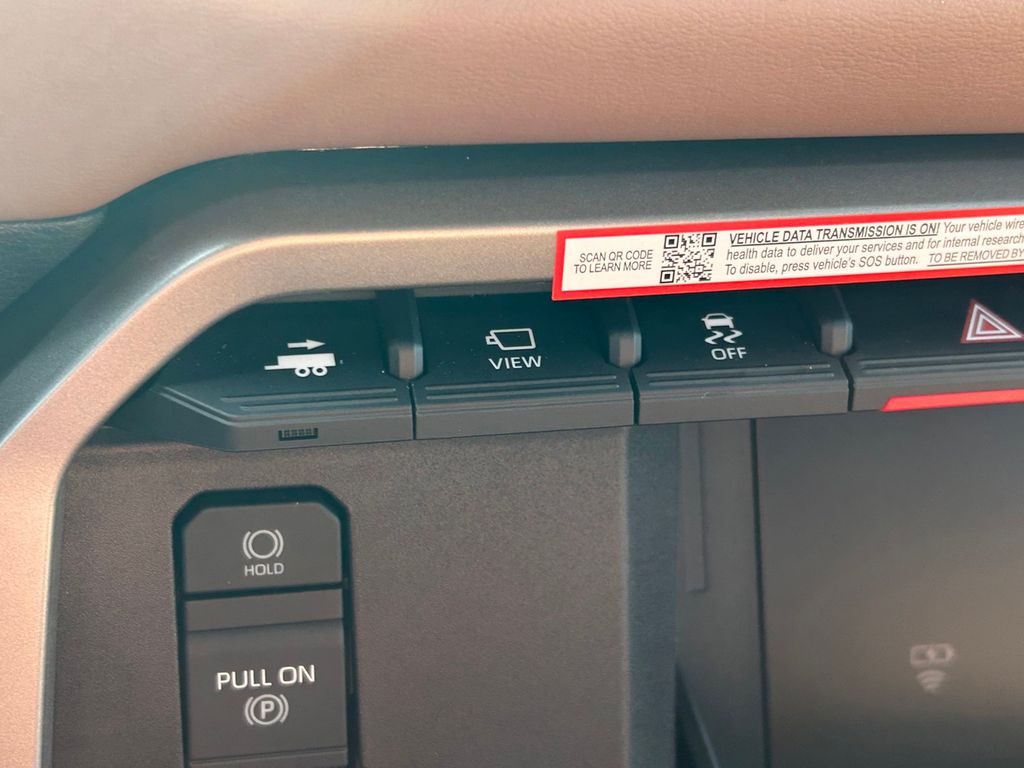 SCAN QR CODE
TO LEARN MORE
VEHICLE DATA TRANSMISSION IS ON! Your vehicle wire
health data to deliver your services and for internal research
To disable, press vehicle's SOS button. TO BE REMOVED BY
VIEW
OFF
HOLD
PULL ON
P